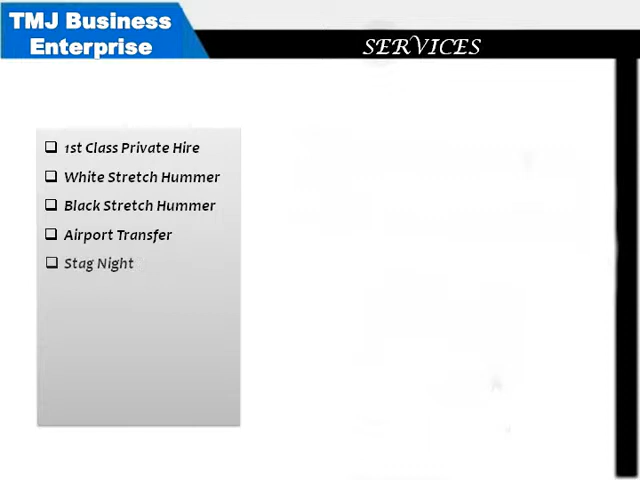 TMJ Business
Enterprise
SERVICES
1st Class Private Hire
White Stretch Hummer
Black Stretch Hummer
Airport Transfer
Stag Night